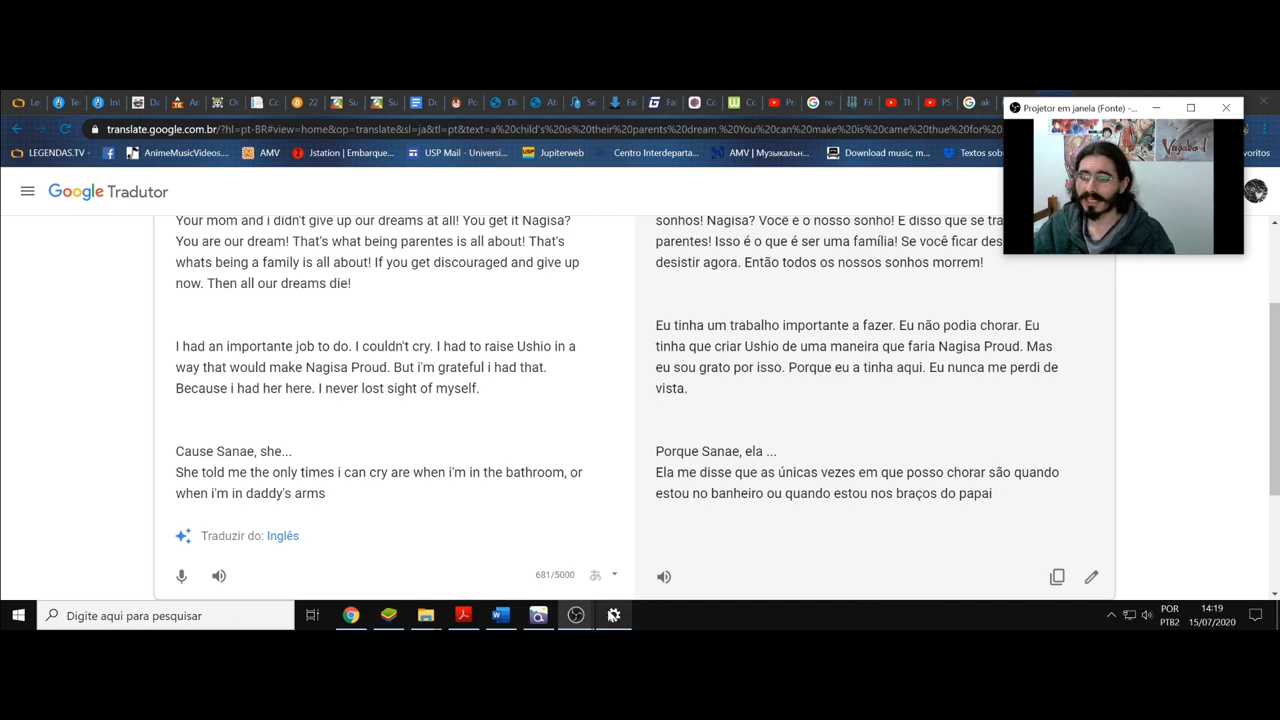 Projetor em janela (Fonte) -...
translate.google.com.br/?hl=pt-BR#view=home&op=translate&sl=ja&tl=pt&text=a%20child's%20is%20their%20parents%20dream.%20You%20can%20make%20is%20came%20thue%20for%20
LEGENDAS.TV
AnimeMusicVideos....
AMV
Jstation | Embarque...
USP Mail - Universi...
Jupiterweb
Centro Interdeparta...
AMV | Музыкальн...
Download music, m...
Textos sobr
voritos
Vagabond
Google Tradutor
Your mom and i didn't give up our dreams at all! You get it Nagisa?
You are our dream! That's what being parentes is all about! That's
whats being a family is all about! If you get discouraged and give up
now. Then all our dreams die!
I had an importante job to do. I couldn't cry. I had to raise Ushio in a
way that would make Nagisa Proud. But i'm grateful i had that.
Because i had her here. I never lost sight of myself.
Cause Sanae, she...
She told me the only times i can cry are when i'm in the bathroom, or
when i'm in daddy's arms
Traduzir do: Inglês
681/5000
あ
sonhos! Nagisa? Você é o nosso sonho! É disso que se tra
parentes! Isso é o que é ser uma família! Se você ficar des
desistir agora. Então todos os nossos sonhos morrem!
Eu tinha um trabalho importante a fazer. Eu não podia chorar. Eu
tinha que criar Ushio de uma maneira que faria Nagisa Proud. Mas
eu sou grato por isso. Porque eu a tinha aqui. Eu nunca me perdi de
vista.
Porque Sanae, ela ...
Ela me disse que as únicas vezes em que posso chorar são quando
estou no banheiro ou quando estou nos braços do papai
Digite aqui para pesquisar
POR
PTB2
14:19
15/07/2020